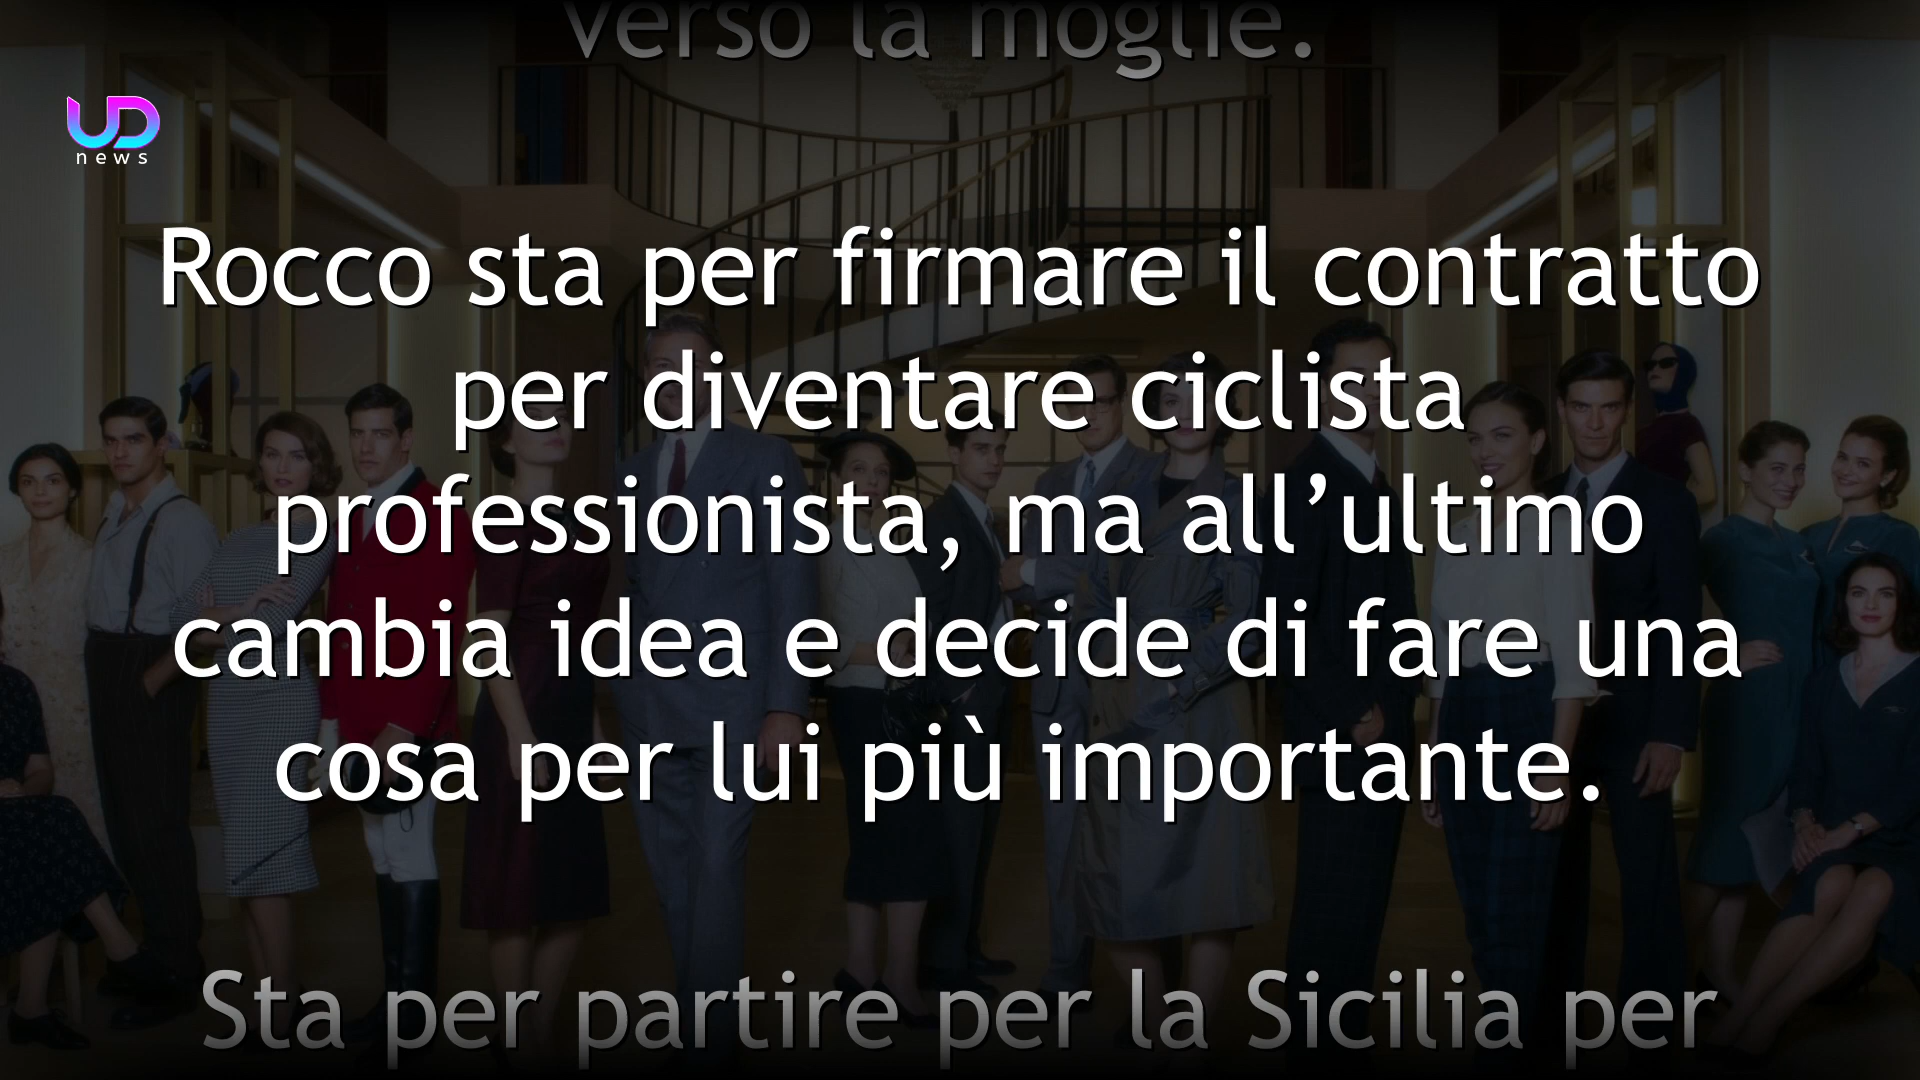 verso la moglie.
UD
news
Rocco sta per firmare il contratto
per diventare ciclista
professionista, ma all’ultimo
cambia idea e decide di fare una
cosa per lui più importante.
Sta per partire per la Sicilia per